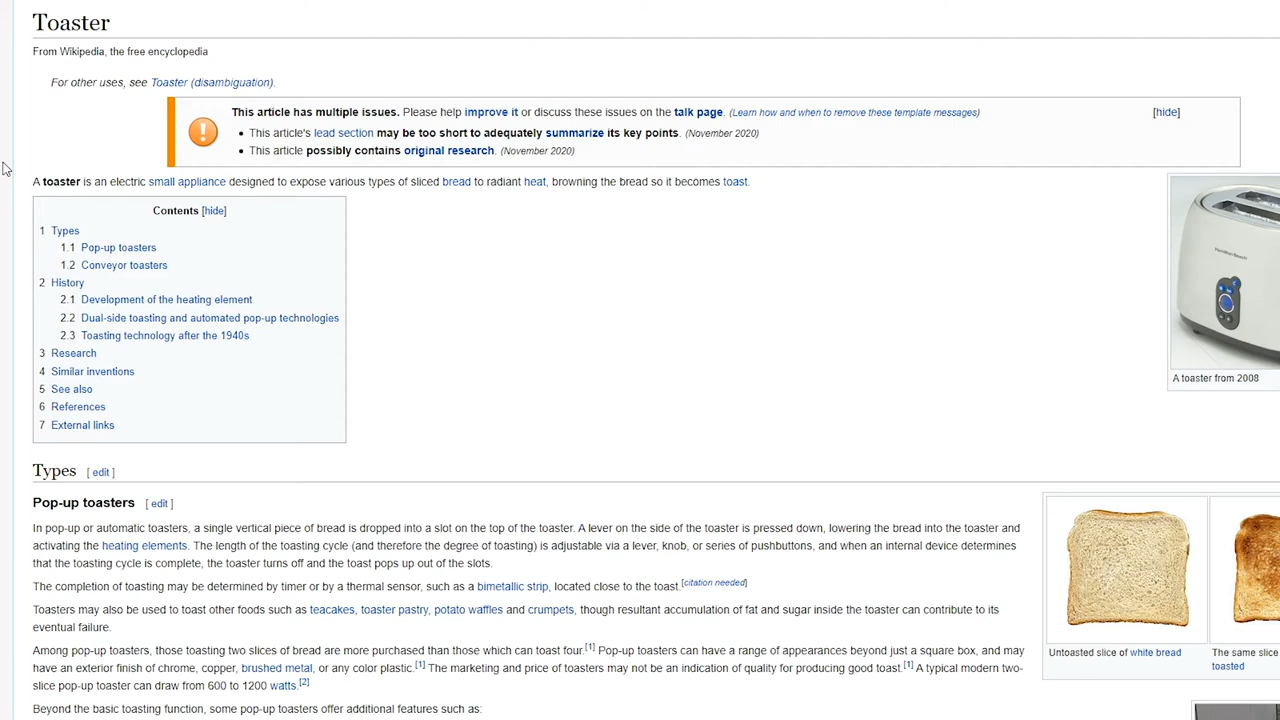 Toaster
From Wikipedia, the free encyclopedia
For other uses, see Toaster (disambiguation).
This article has multiple issues. Please help improve it or discuss these issues on the talk page. (Learn how and when to remove these template messages)
[hide]
• This article's lead section may be too short to adequately summarize its key points. (November 2020)
• This article possibly contains original research. (November 2020)
A toaster is an electric small appliance designed to expose various types of sliced bread to radiant heat, browning the bread so it becomes toast.
Contents [hide]
1 Types
1.1 Pop-up toasters
1.2 Conveyor toasters
2 History
2.1 Development of the heating element
2.2 Dual-side toasting and automated pop-up technologies
2.3 Toasting technology after the 1940s
3 Research
4 Similar inventions
5 See also
6 References
7 External links
Hamilton Beach
A toaster from 2008
Types [ edit ]
Pop-up toasters [ edit ]
In pop-up or automatic toasters, a single vertical piece of bread is dropped into a slot on the top of the toaster. A lever on the side of the toaster is pressed down, lowering the bread into the toaster and
activating the heating elements. The length of the toasting cycle (and therefore the degree of toasting) is adjustable via a lever, knob, or series of pushbuttons, and when an internal device determines
that the toasting cycle is complete, the toaster turns off and the toast pops up out of the slots.
The completion of toasting may be determined by timer or by a thermal sensor, such as a bimetallic strip, located close to the toast.[citation needed]
Toasters may also be used to toast other foods such as teacakes, toaster pastry, potato waffles and crumpets, though resultant accumulation of fat and sugar inside the toaster can contribute to its
eventual failure.
Among pop-up toasters, those toasting two slices of bread are more purchased than those which can toast four.[1] Pop-up toasters can have a range of appearances beyond just a square box, and may
have an exterior finish of chrome, copper, brushed metal, or any color plastic.[1] The marketing and price of toasters may not be an indication of quality for producing good toast.[1] A typical modern two-
slice pop-up toaster can draw from 600 to 1200 watts.[2]
Beyond the basic toasting function, some pop-up toasters offer additional features such as:
Untoasted slice of white bread
The same slice
toasted